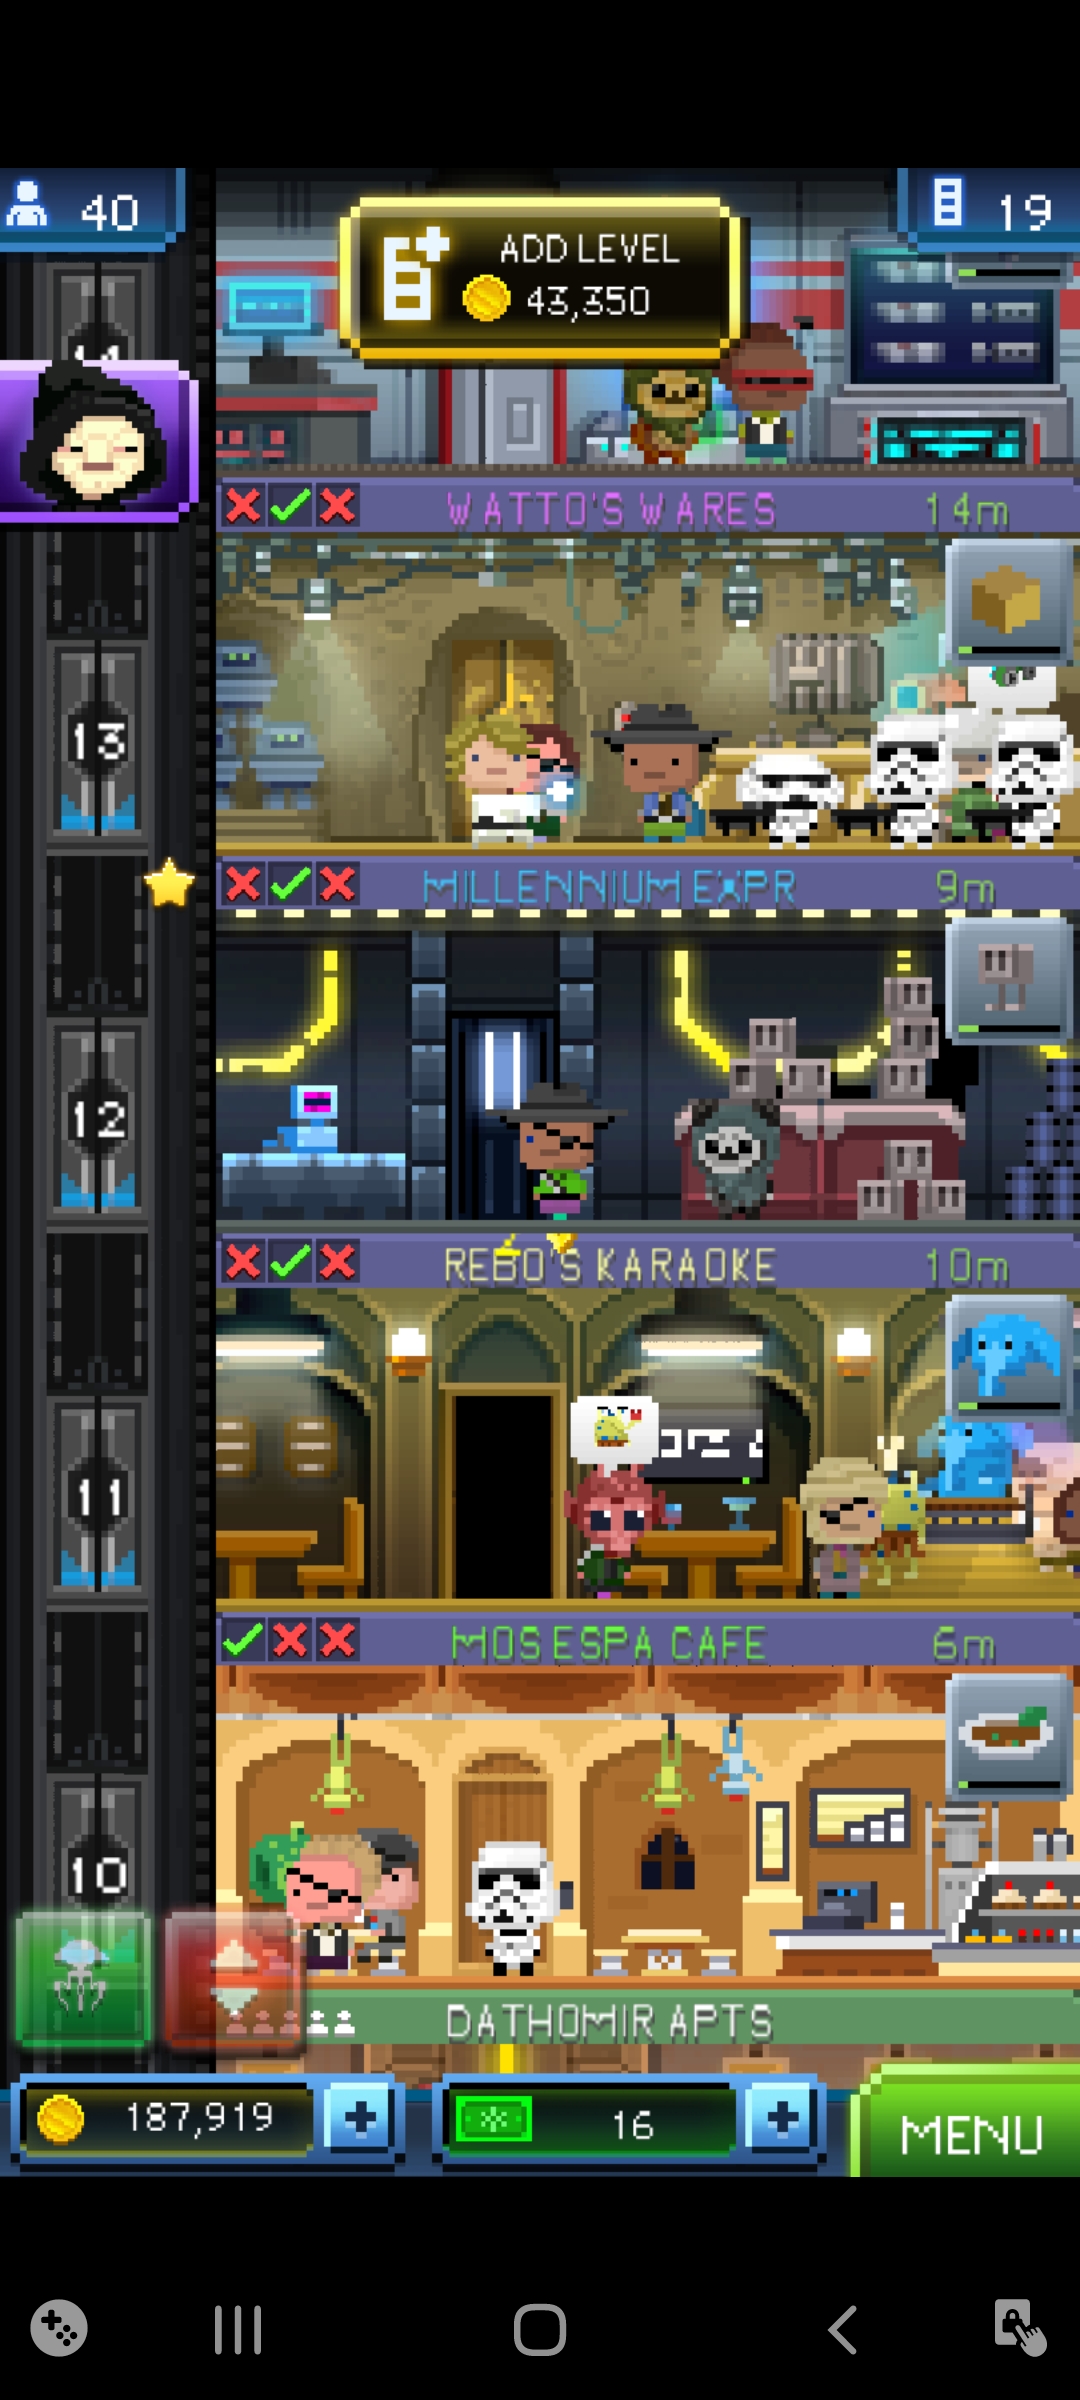 40
ADD LEVEL
43,350
19
WATTO'S WARES 14m
13
MILLENNIUM EXPR 9m
12
REBO'S KARAOKE 10m
11
MOS ESPA CAFE 6m
10
DATHOMIR APTS
187,919
16
MENU